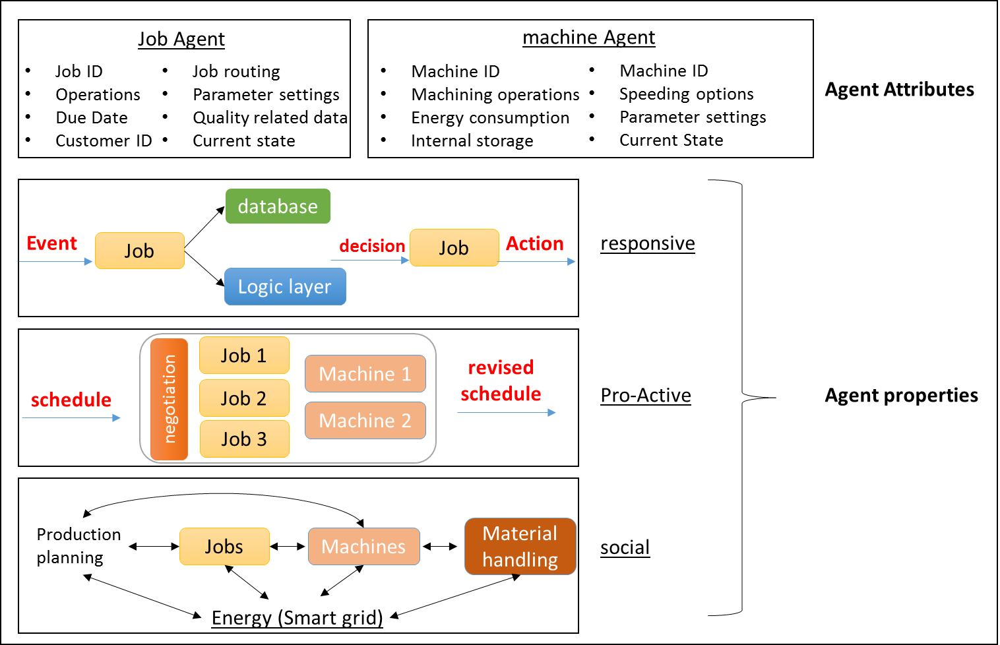 Job Agent
• Job ID
• Operations
• Due Date
• Customer ID
• Job routing
• Parameter settings
• Quality related data
• Current state
machine Agent
• Machine ID
• Machining operations
• Energy consumption
• Internal storage
• Machine ID
• Speeding options
• Parameter settings
• Current State
Agent Attributes
Event
Job
database
Logic layer
decision
Job
Action
responsive
schedule
negotiation
Job 1
Job 2
Job 3
Machine 1
Machine 2
revised
schedule
Pro-Active
Agent properties
Production
planning
Jobs
Machines
Material
handling
Energy (Smart grid)
social